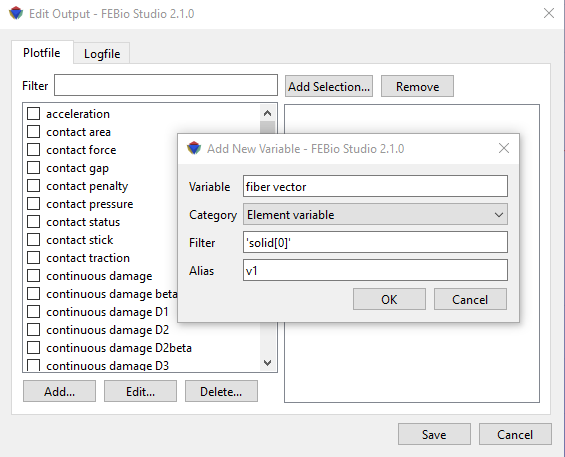 Edit Output - FEBio Studio 2.1.0
Plotfile
Logfile
Filter
Add Selection...
Remove
acceleration
contact area
contact force
contact gap
contact penalty
contact pressure
contact status
contact stick
contact traction
continuous damage
continuous damage beta
continuous damage D1
continuous damage D2
continuous damage D2beta
continuous damage D3
Add...
Edit...
Delete...
Add New Variable - FEBio Studio 2.1.0
Variable
fiber vector
Category
Element variable
Filter
'solid[0]'
Alias
v1
OK
Cancel
Save
Cancel